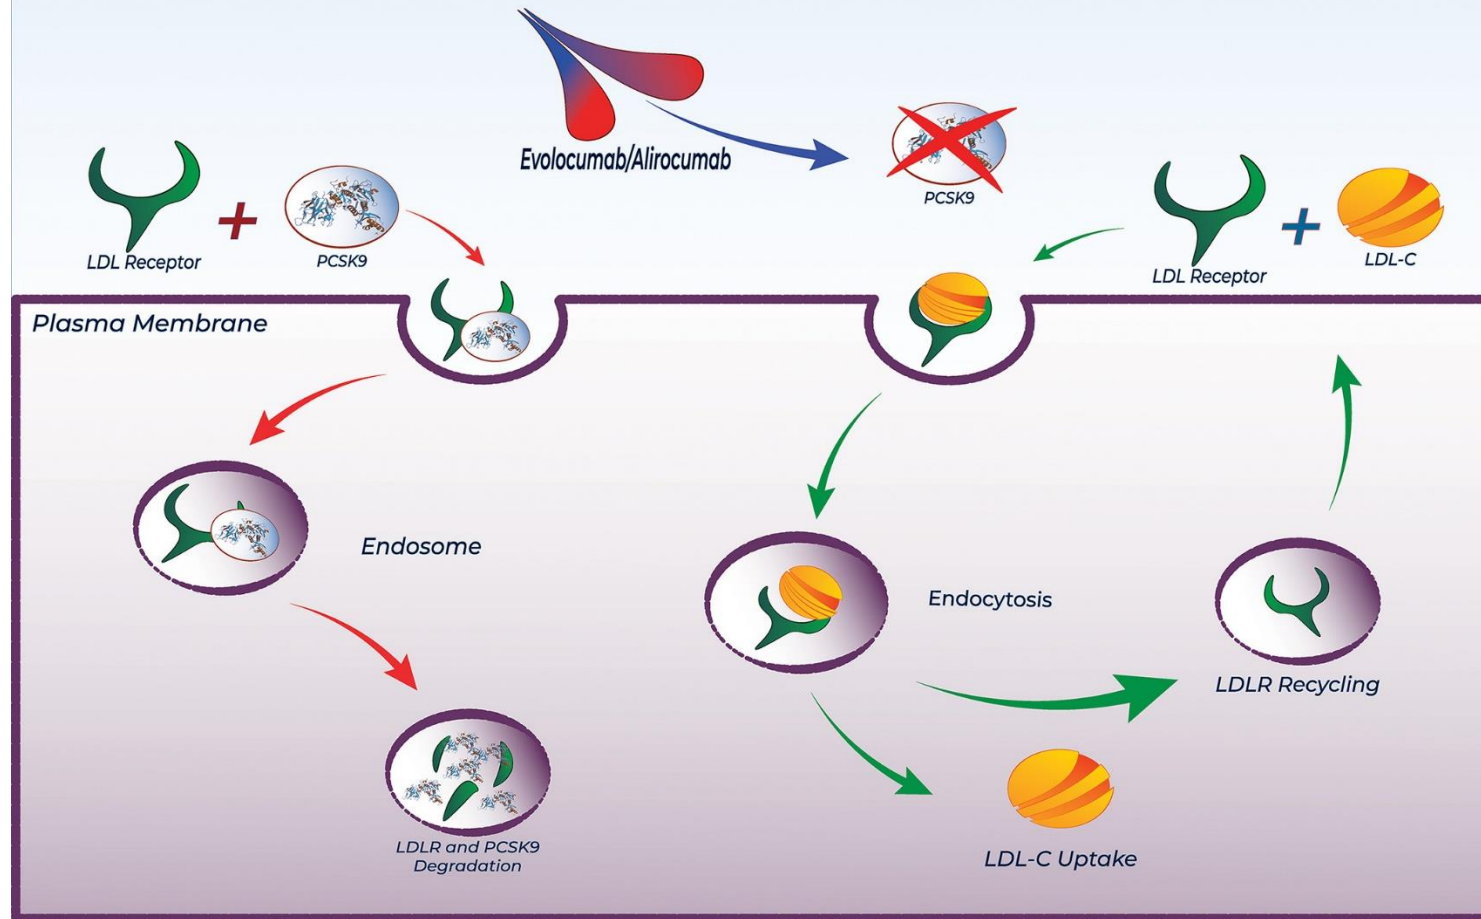 Evolocumab/Alirocumab
PCSK9
LDL Receptor
PCSK9
LDL Receptor
LDL-C
Plasma Membrane
Endosome
Endocytosis
LDLR Recycling
LDLR and PCSK9
Degradation
LDL-C Uptake